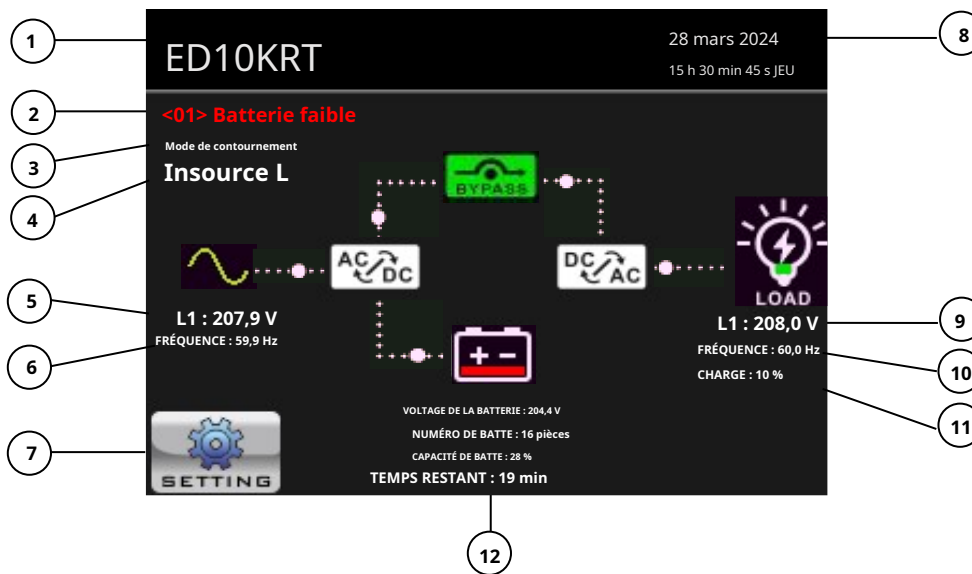 1
ED10KRT
28 mars 2024
8
15 h 30 min 45 s JEU
2
<01> Batterie faible
3
Mode de contournement
4
Insource L
BYPASS
AC DC
DC AC
LOAD
5
L1 : 207,9 V
L1 : 208,0 V
9
6
FRÉQUENCE : 59,9 Hz
FRÉQUENCE : 60,0 Hz
10
+ −
CHARGE : 10 %
11
7
SETTING
VOLTAGE DE LA BATTERIE : 204,4 V
NUMÉRO DE BATTE : 16 pièces
CAPACITÉ DE BATTE : 28 %
TEMPS RESTANT : 19 min
12